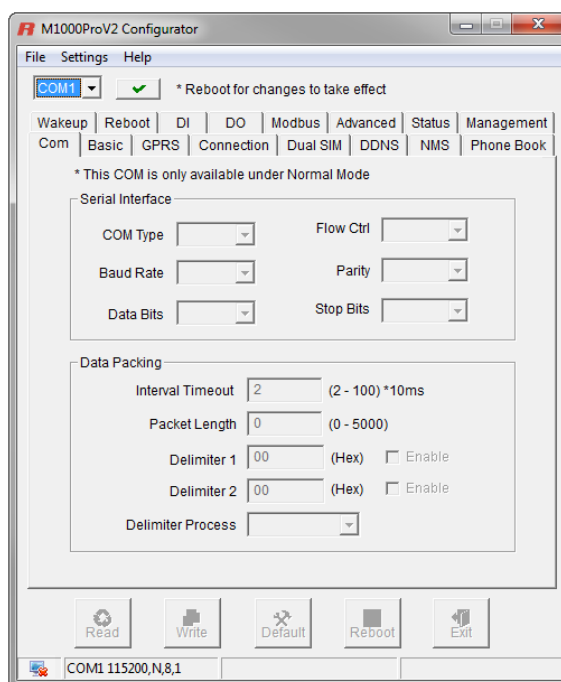 M1000ProV2 Configurator
File Settings Help
COM1 * Reboot for changes to take effect
Wakeup Reboot DI DO Modbus Advanced Status Management
Com Basic GPRS Connection Dual SIM DDNS NMS Phone Book
* This COM is only available under Normal Mode
Serial Interface
COM Type Flow Ctrl
Baud Rate Parity
Data Bits Stop Bits
Data Packing
Interval Timeout 2 (2 - 100) *10ms
Packet Length 0 (0 - 5000)
Delimiter 1 00 (Hex) Enable
Delimiter 2 00 (Hex) Enable
Delimiter Process
Read Write Default Reboot Exit
COM1 115200,N,8,1